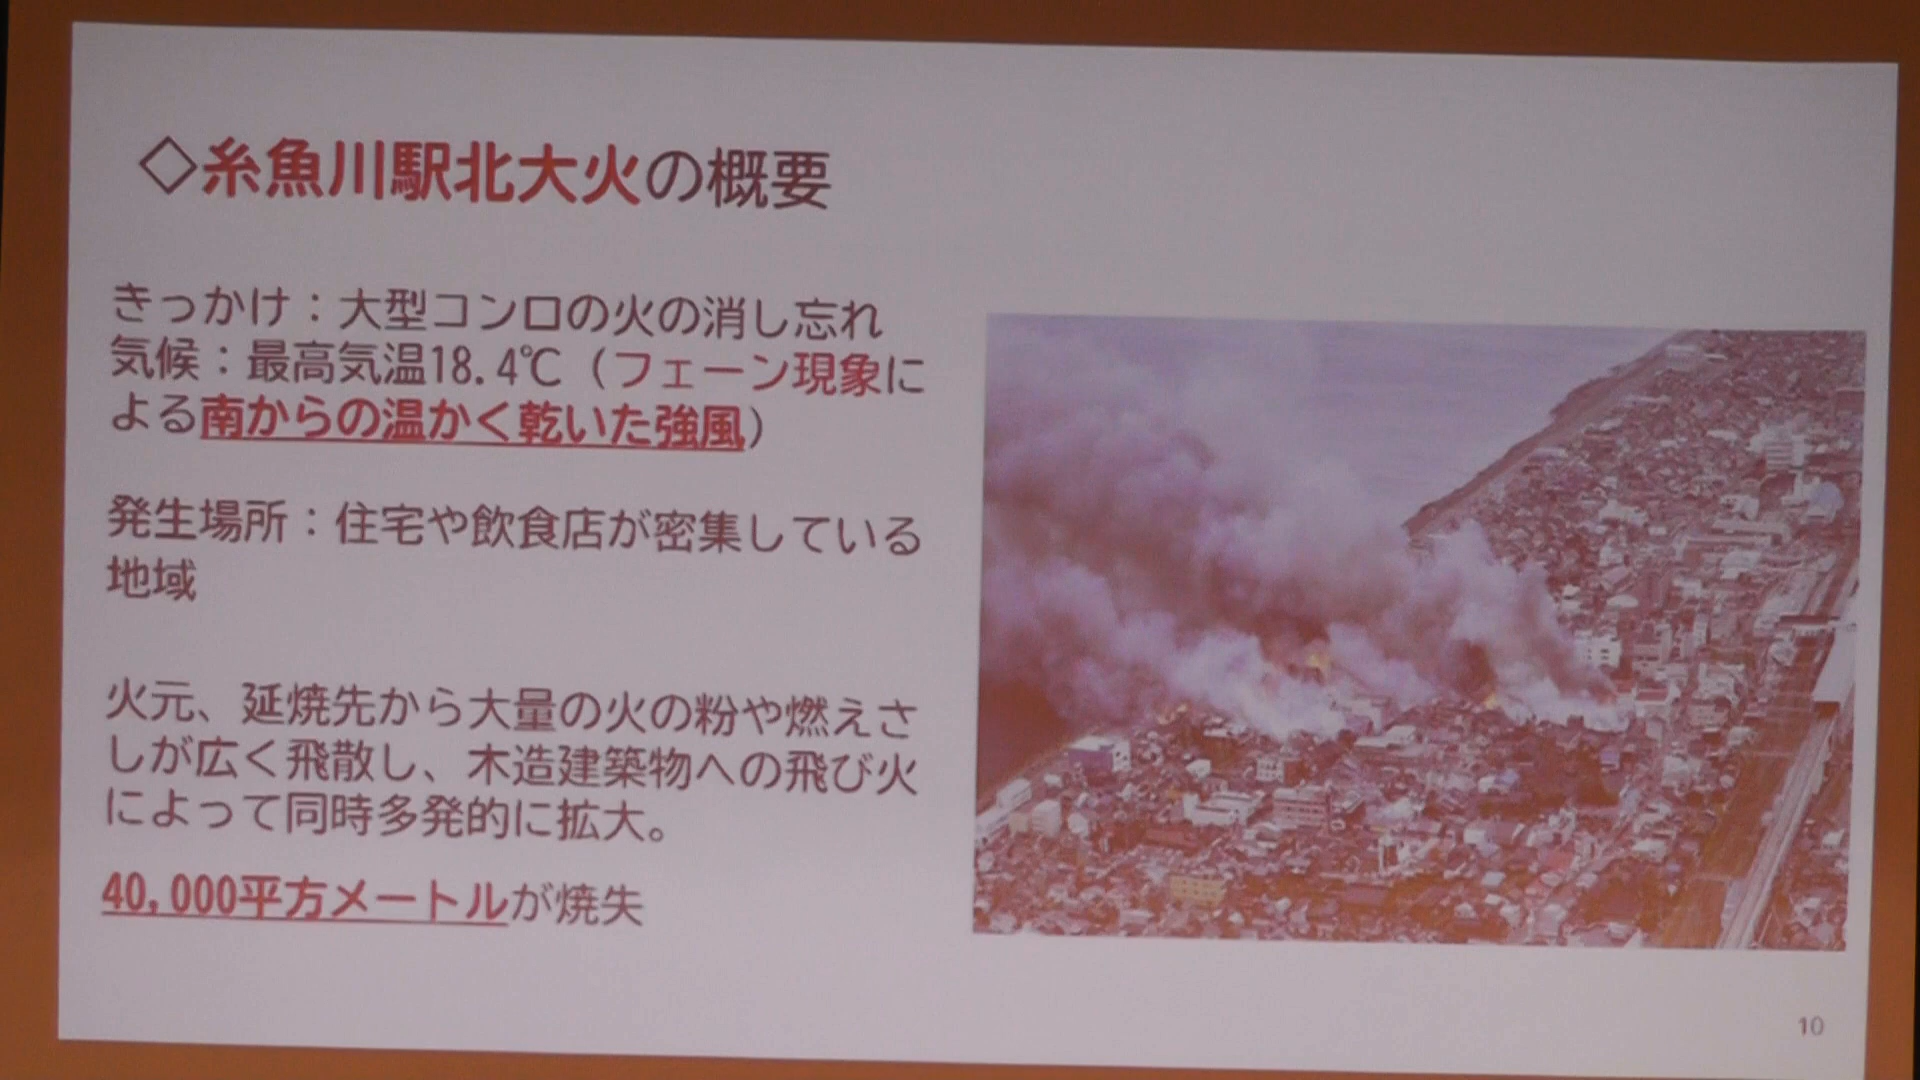 ◇糸魚川駅北大火の概要
きっかけ：大型コンロの火の消し忘れ
気候：最高気温18.4℃（フェーン現象に
よる南からの温かく乾いた強風）
発生場所：住宅や飲食店が密集している
地域
火元、延焼先から大量の火の粉や燃えさ
しが広く飛散し、木造建築物への飛び火
によって同時多発的に拡大。
40,000平方メートルが焼失
10